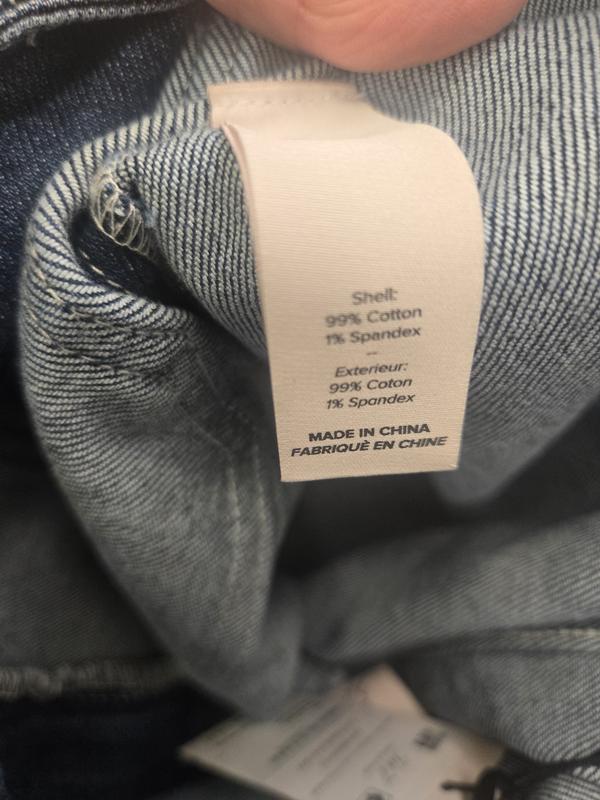 Shell:
99% Cotton
1% Spandex
--
Exterieur:
99% Coton
1% Spandex
MADE IN CHINA
FABRIQUÈ EN CHINE